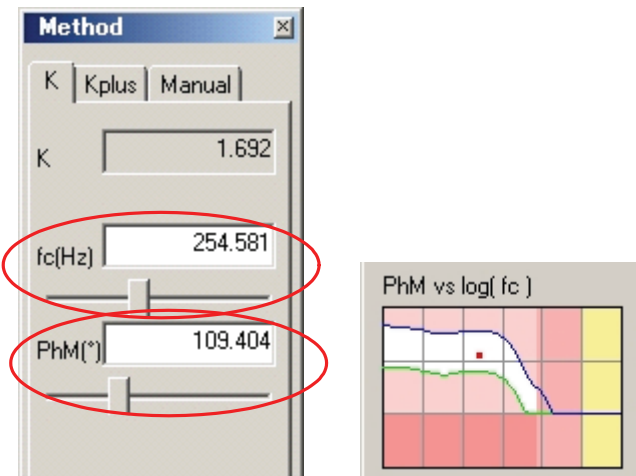 Method
K Kplus Manual
K 1.692
fc(Hz) 254.581
PhM(°) 109.404
PhM vs log( fc )